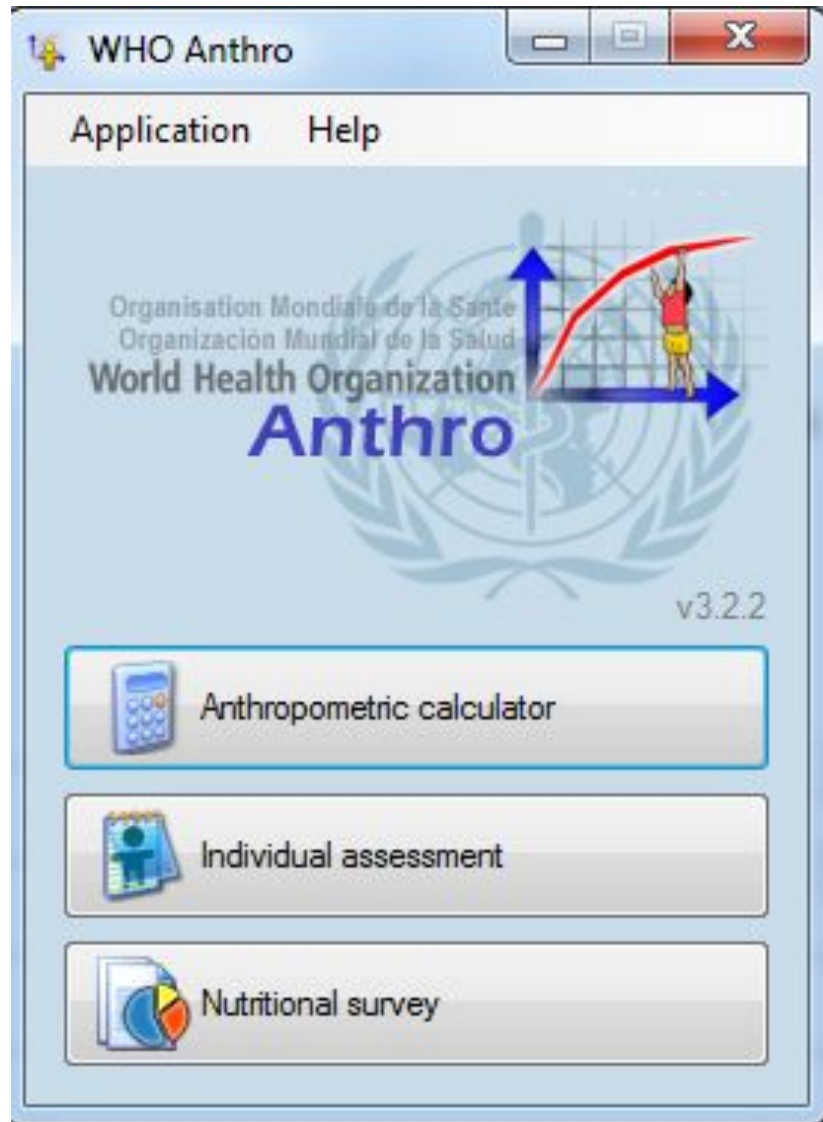 WHO Anthro
Application Help
Organisation Mondiale de la Santé
Organización Mundial de la Salud
World Health Organization
Anthro
v3.2.2
Anthropometric calculator
Individual assessment
Nutritional survey